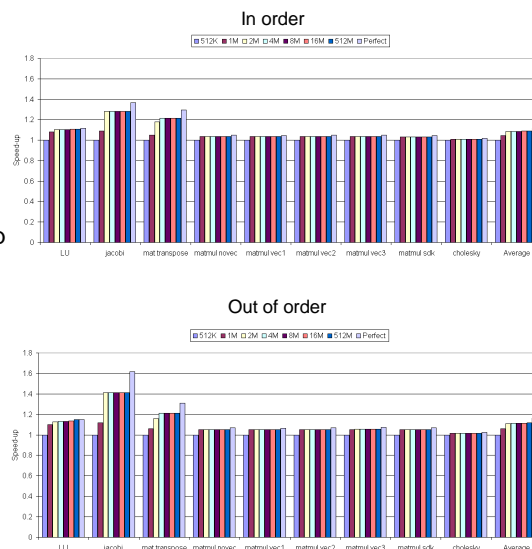 In order
512K 1M 2M 4M 8M 16M 512M Perfect
1.8
1.6
1.4
1.2
1
0.8
0.6
0.4
0.2
0
Speed-up
LU jacobi mat transpose matmul novec matmul vec1 matmul vec2 matmul vec3 matmul sdk cholesky Average
Out of order
512K 1M 2M 4M 8M 16M 512M Perfect
1.8
1.6
1.4
1.2
1
0.8
0.6
0.4
0.2
0
Speed-up
LU jacobi mat transpose matmul novec matmul vec1 matmul vec2 matmul vec3 matmul sdk cholesky Average